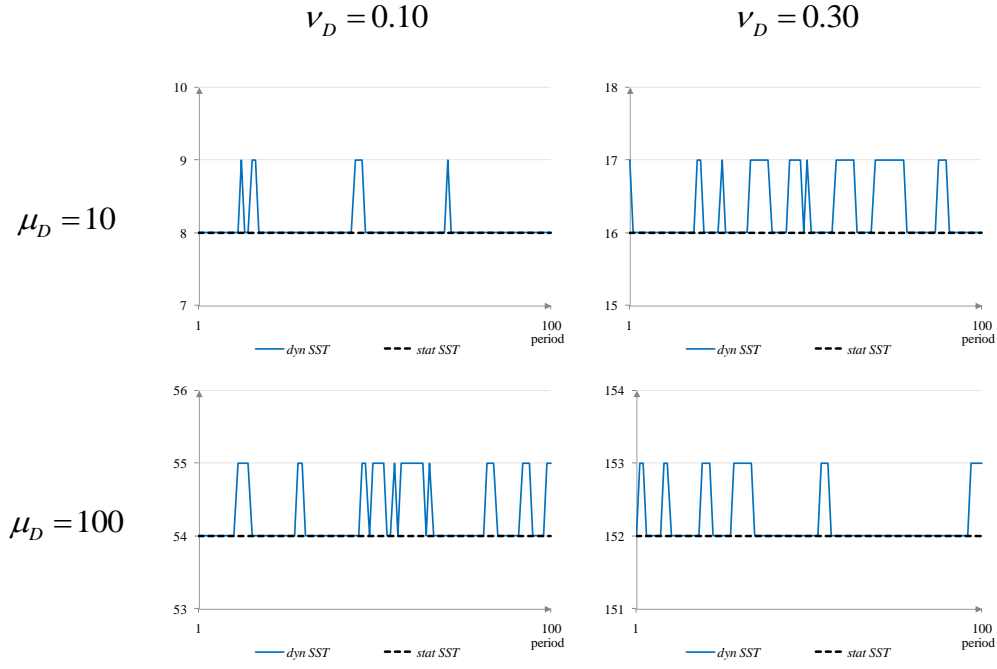 ν_D = 0.10
ν_D = 0.30
μ_D = 10
10
9
8
7
1
100
period
dyn SST
stat SST
18
17
16
15
1
100
period
dyn SST
stat SST
μ_D = 100
56
55
54
53
1
100
period
dyn SST
stat SST
154
153
152
151
1
100
period
dyn SST
stat SST